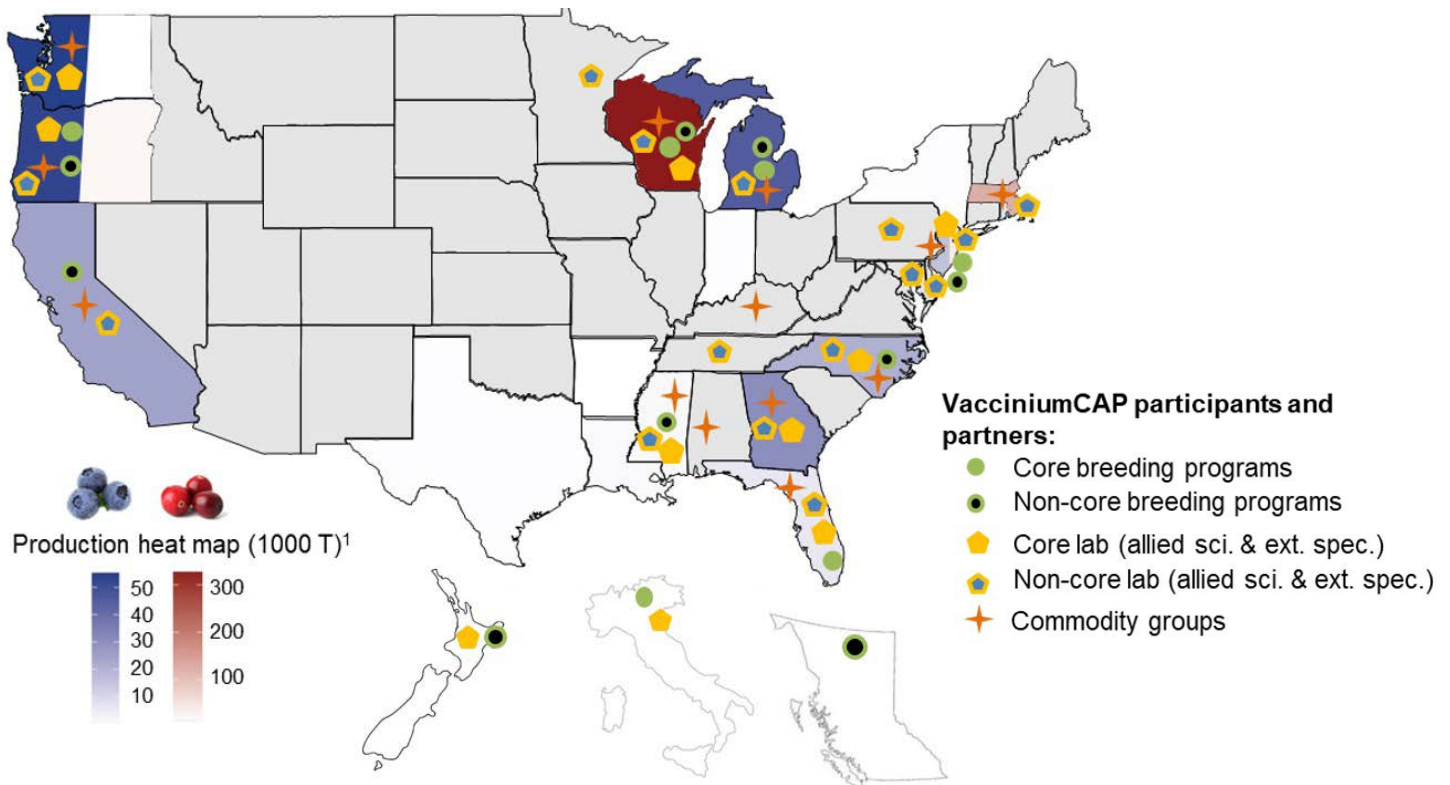 VacciniumCAP participants and
partners:
Core breeding programs
Non-core breeding programs
Core lab (allied sci. & ext. spec.)
Non-core lab (allied sci. & ext. spec.)
Commodity groups
Production heat map (1000 T)¹
50
40
30
20
10
300
200
100